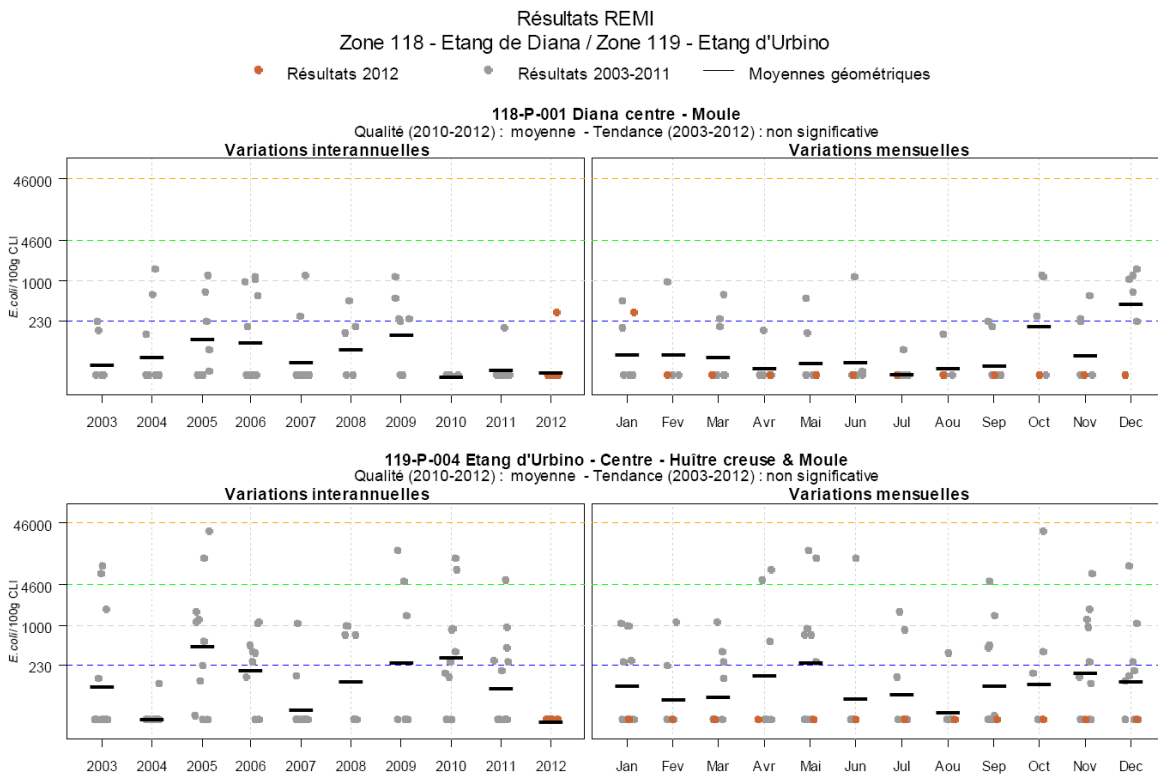 Résultats REMI
Zone 118 - Etang de Diana / Zone 119 - Etang d'Urbino
Résultats 2012 Résultats 2003-2011 Moyennes géométriques
118-P-001 Diana centre - Moule
Qualité (2010-2012) : moyenne - Tendance (2003-2012) : non significative
Variations interannuelles Variations mensuelles
46000
4600
1000
230
E.coli/100g CLI
2003 2004 2005 2006 2007 2008 2009 2010 2011 2012 Jan Fev Mar Avr Mai Jun Jul Aou Sep Oct Nov Dec
119-P-004 Etang d'Urbino - Centre - Huître creuse & Moule
Qualité (2010-2012) : moyenne - Tendance (2003-2012) : non significative
Variations interannuelles Variations mensuelles
46000
4600
1000
230
E.coli/100g CLI
2003 2004 2005 2006 2007 2008 2009 2010 2011 2012 Jan Fev Mar Avr Mai Jun Jul Aou Sep Oct Nov Dec